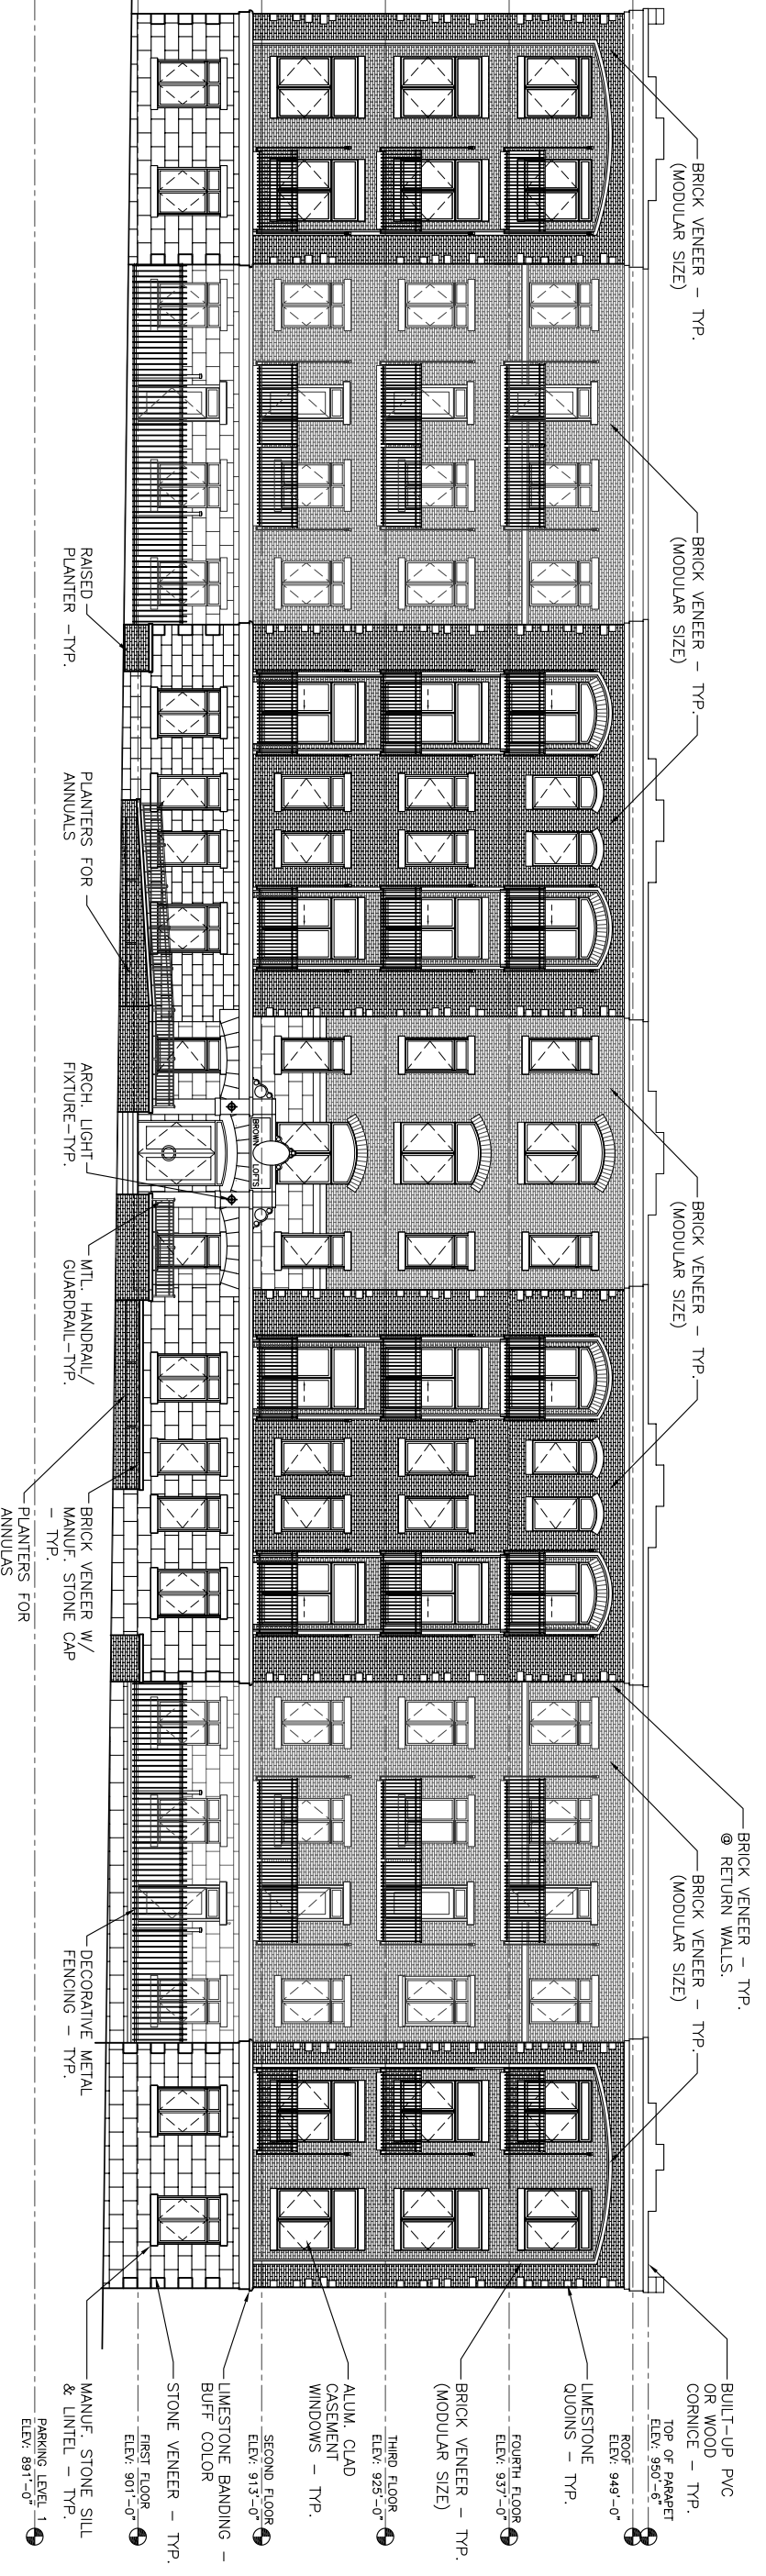 BRICK VENEER - TYP.
(MODULAR SIZE)
BRICK VENEER - TYP.
(MODULAR SIZE)
BRICK VENEER - TYP.
(MODULAR SIZE)
BRICK VENEER - TYP.
@ RETURN WALLS.
BRICK VENEER - TYP.
(MODULAR SIZE)
BUILT-UP PVC
OR WOOD
CORNICE - TYP.
TOP OF PARAPET
ELEV: 950'-6"
ROOF
ELEV: 949'-0"
LIMESTONE
QUOINS - TYP.
FOURTH FLOOR
ELEV: 937'-0"
BRICK VENEER - TYP.
(MODULAR SIZE)
THIRD FLOOR
ELEV: 925'-0"
ALUM. CLAD
CASEMENT
WINDOWS - TYP.
SECOND FLOOR
ELEV: 913'-0"
LIMESTONE BANDING -
BUFF COLOR
STONE VENEER - TYP.
FIRST FLOOR
ELEV: 901'-0"
MANUF. STONE SILL
& LINTEL - TYP.
PARKING LEVEL 1
ELEV: 891'-0"
BROWN LOFTS
RAISED
PLANTER -TYP.
PLANTERS FOR
ANNUALS
ARCH. LIGHT
FIXTURE-TYP.
MTL. HANDRAIL/
GUARDRAIL-TYP.
BRICK VENEER W/
MANUF. STONE CAP
- TYP.
PLANTERS FOR
ANNULAS
DECORATIVE METAL
FENCING - TYP.